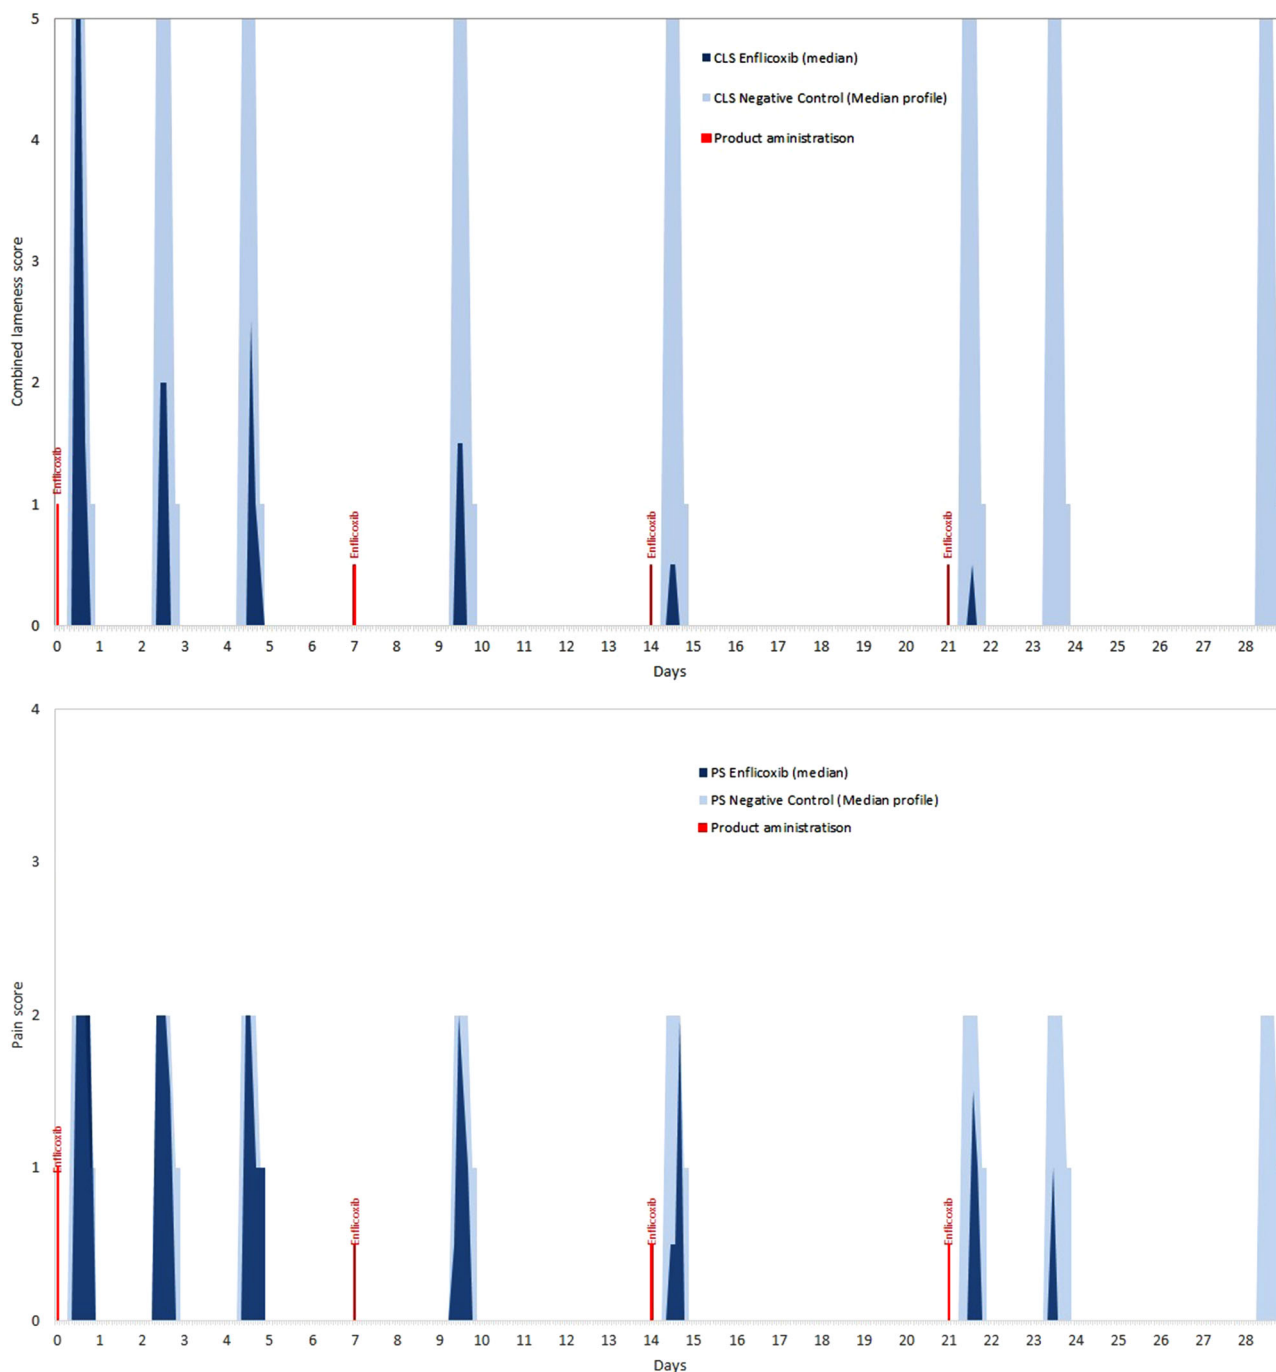 5
CLS Enflicoxib (median)
CLS Negative Control (Median profile)
4
Product aministratison
Combined lameness score
3
2
Enflicoxib
1
Enflicoxib
Enflicoxib
Enflicoxib
0
0 1 2 3 4 5 6 7 8 9 10 11 12 13 14 15 16 17 18 19 20 21 22 23 24 25 26 27 28
Days
4
PS Enflicoxib (median)
PS Negative Control (Median profile)
Product aministratison
3
Pain score
2
Enflicoxib
1
Enflicoxib
Enflicoxib
Enflicoxib
0
0 1 2 3 4 5 6 7 8 9 10 11 12 13 14 15 16 17 18 19 20 21 22 23 24 25 26 27 28
Days